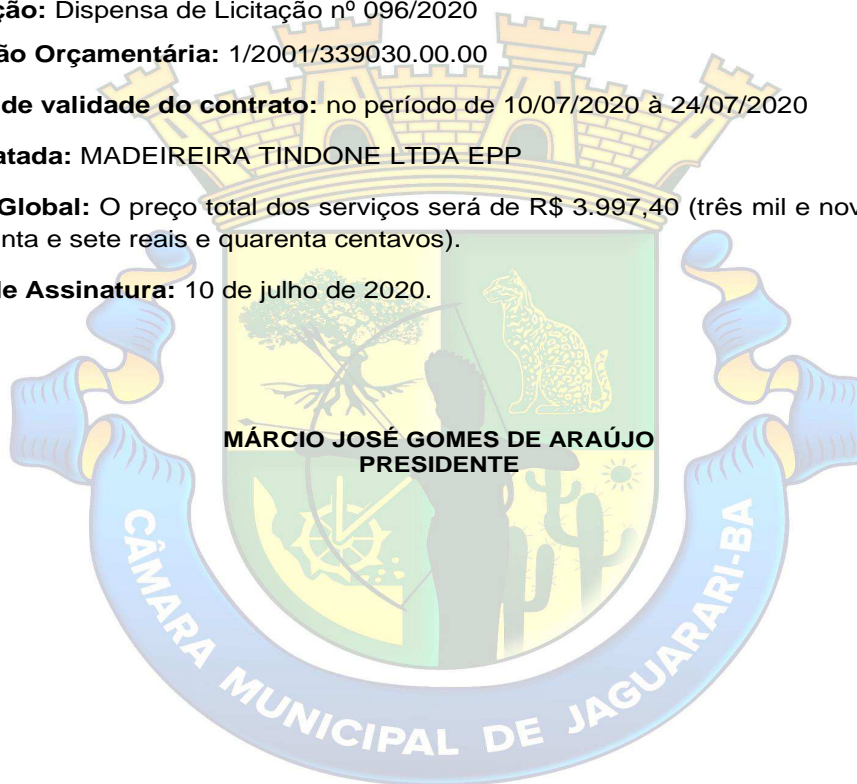 ção: Dispensa de Licitação nº 096/2020
ão Orçamentária: 1/2001/339030.00.00
de validade do contrato: no período de 10/07/2020 à 24/07/2020
atada: MADEIREIRA TINDONE LTDA EPP
Global: O preço total dos serviços será de R$ 3.997,40 (três mil e nov
nta e sete reais e quarenta centavos).
e Assinatura: 10 de julho de 2020.
MÁRCIO JOSÉ GOMES DE ARAÚJO
PRESIDENTE
CÂMARA MUNICIPAL DE JAGUARARI-BA